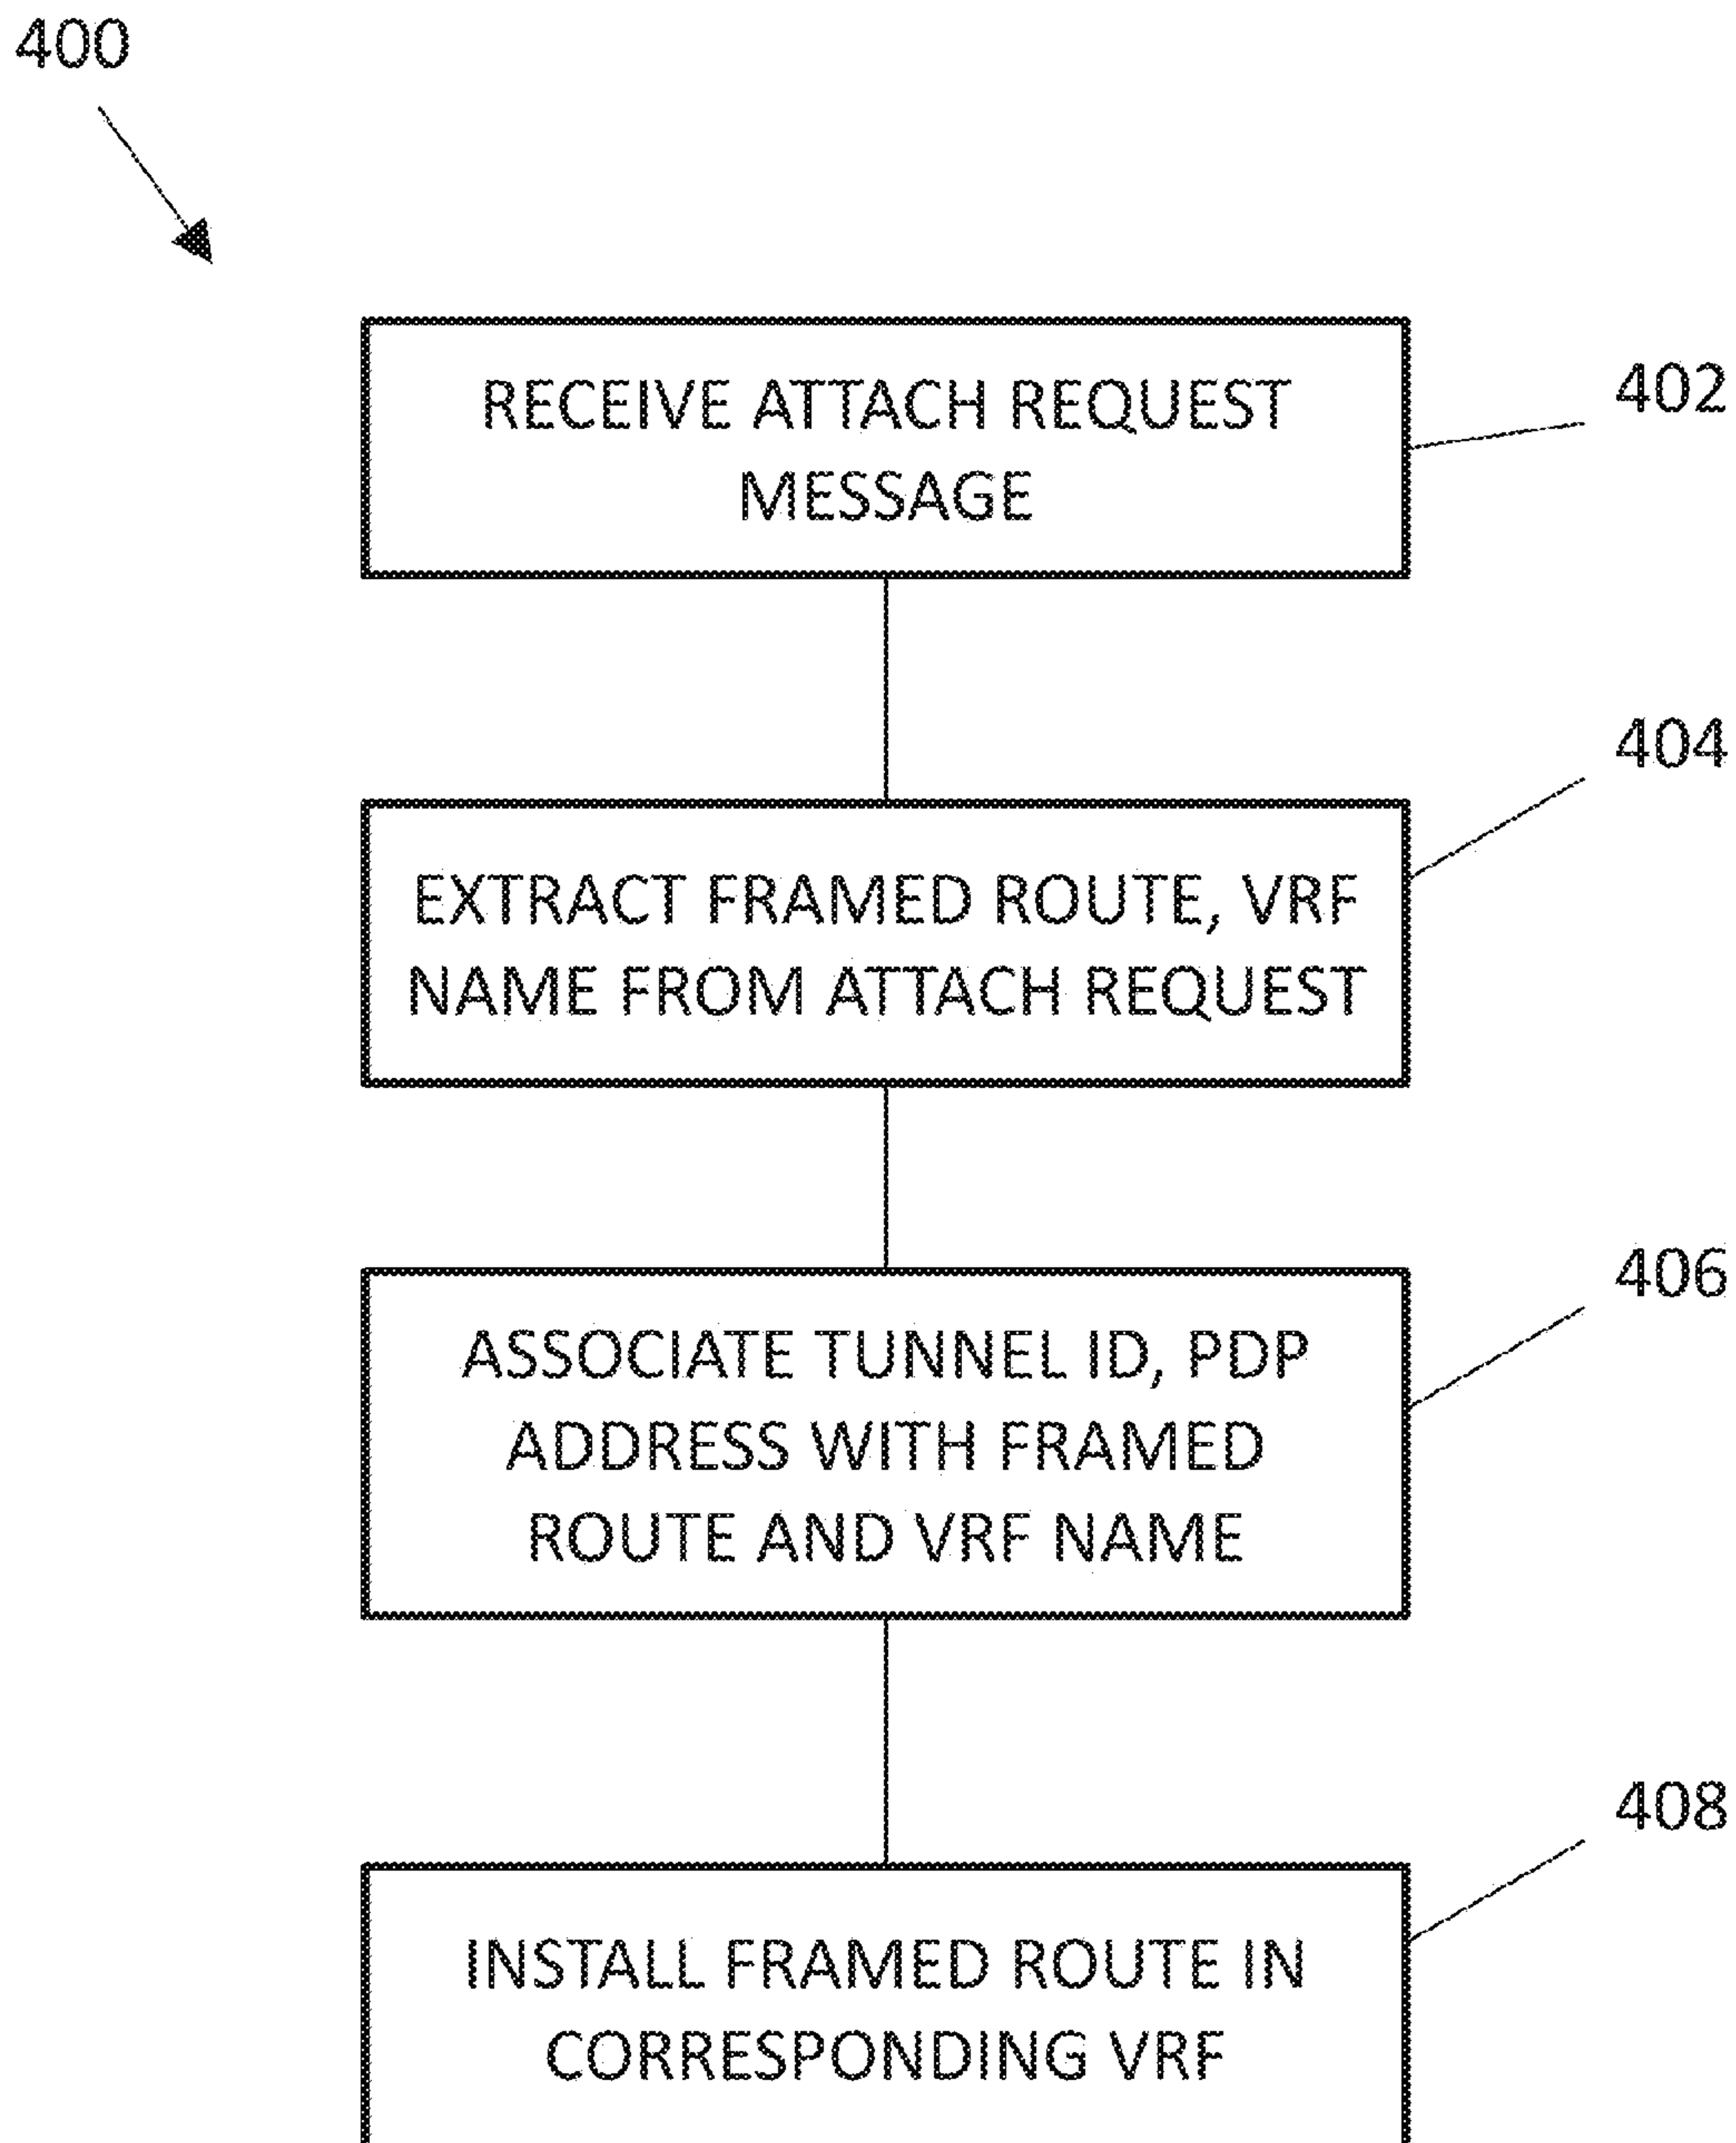 400
RECEIVE ATTACH REQUEST
MESSAGE
402
EXTRACT FRAMED ROUTE, VRF
NAME FROM ATTACH REQUEST
404
ASSOCIATE TUNNEL ID, PDP
ADDRESS WITH FRAMED
ROUTE AND VRF NAME
406
INSTALL FRAMED ROUTE IN
CORRESPONDING VRF
408